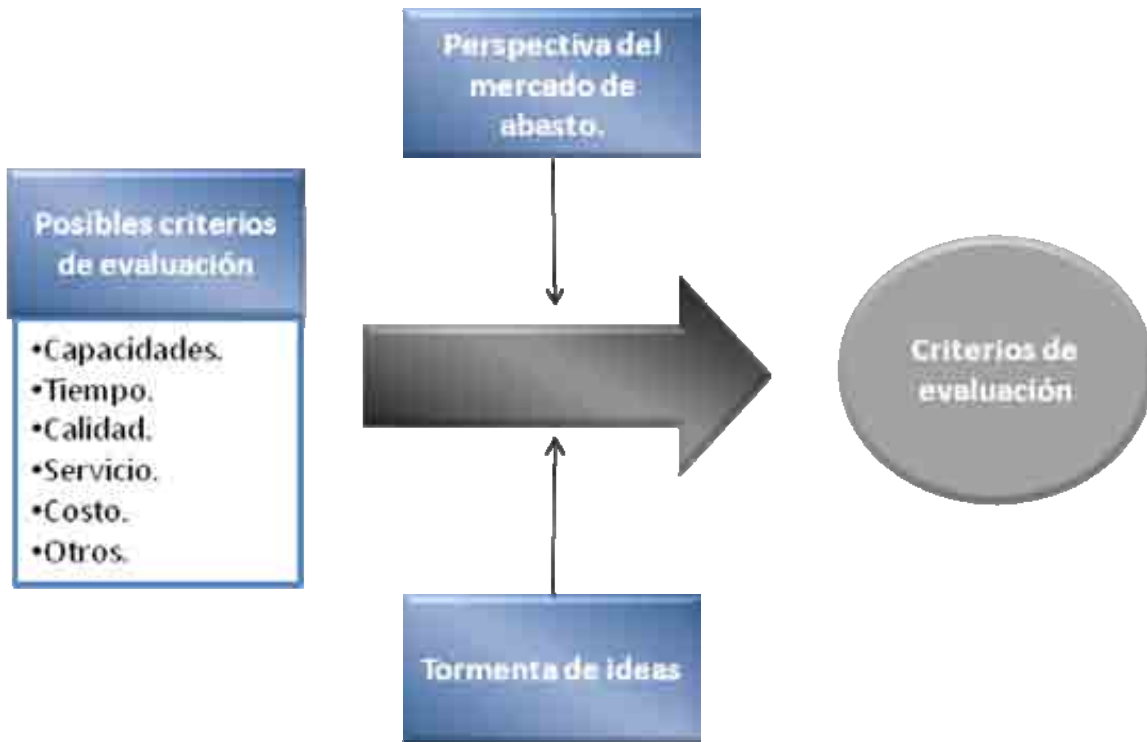 Perspectiva del
mercado de
abasto.
Posibles criterios
de evaluación
•Capacidades.
•Tiempo.
•Calidad.
•Servicio.
•Costo.
•Otros.
Criterios de
evaluación
Tormenta de ideas